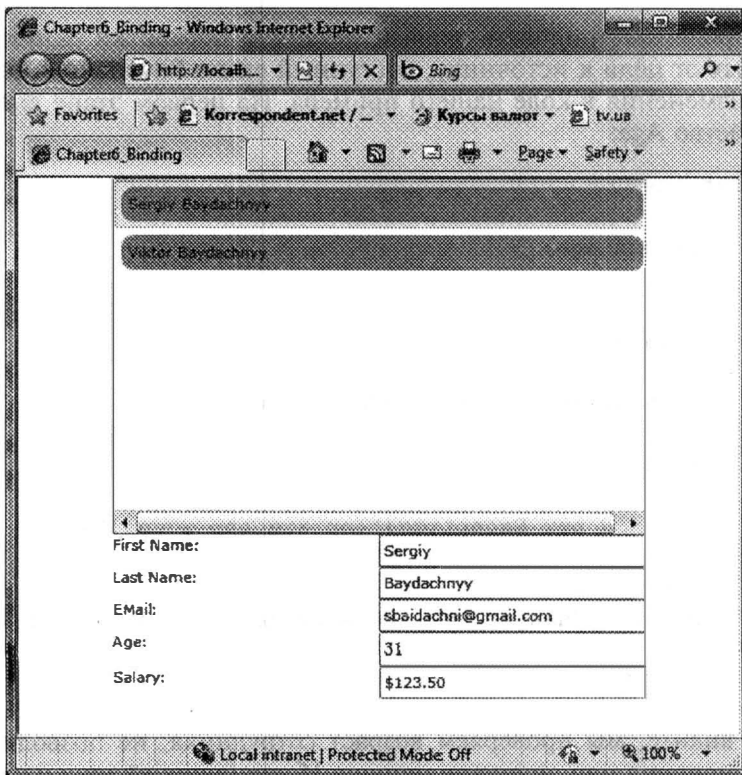 Chapter6_Binding - Windows Internet Explorer
http://localh... Bing
Favorites Korrespondent.net / ... Курсы валют tv.ua
Chapter6_Binding Page Safety
Sergiy Baydachnyy
Viktor Baydachnyy
First Name: Sergiy
Last Name: Baydachnyy
EMail: sbaidachni@gmail.com
Age: 31
Salary: $123.50
Local intranet | Protected Mode: Off 100%